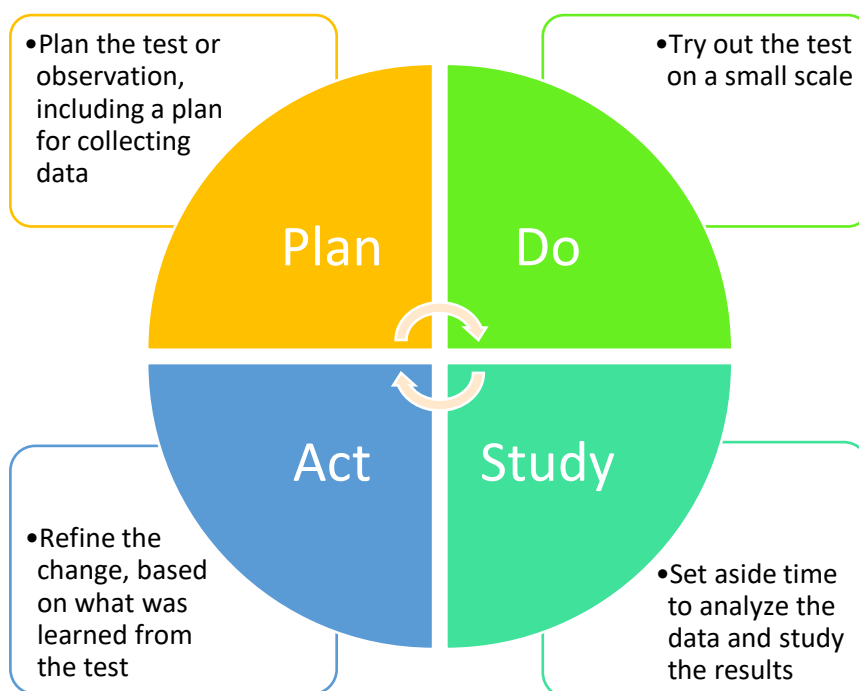 •Plan the test or
observation,
including a plan
for collecting
data
•Try out the test
on a small scale
Plan
Do
Act
Study
•Refine the
change, based
on what was
learned from
the test
•Set aside time
to analyze the
data and study
the results